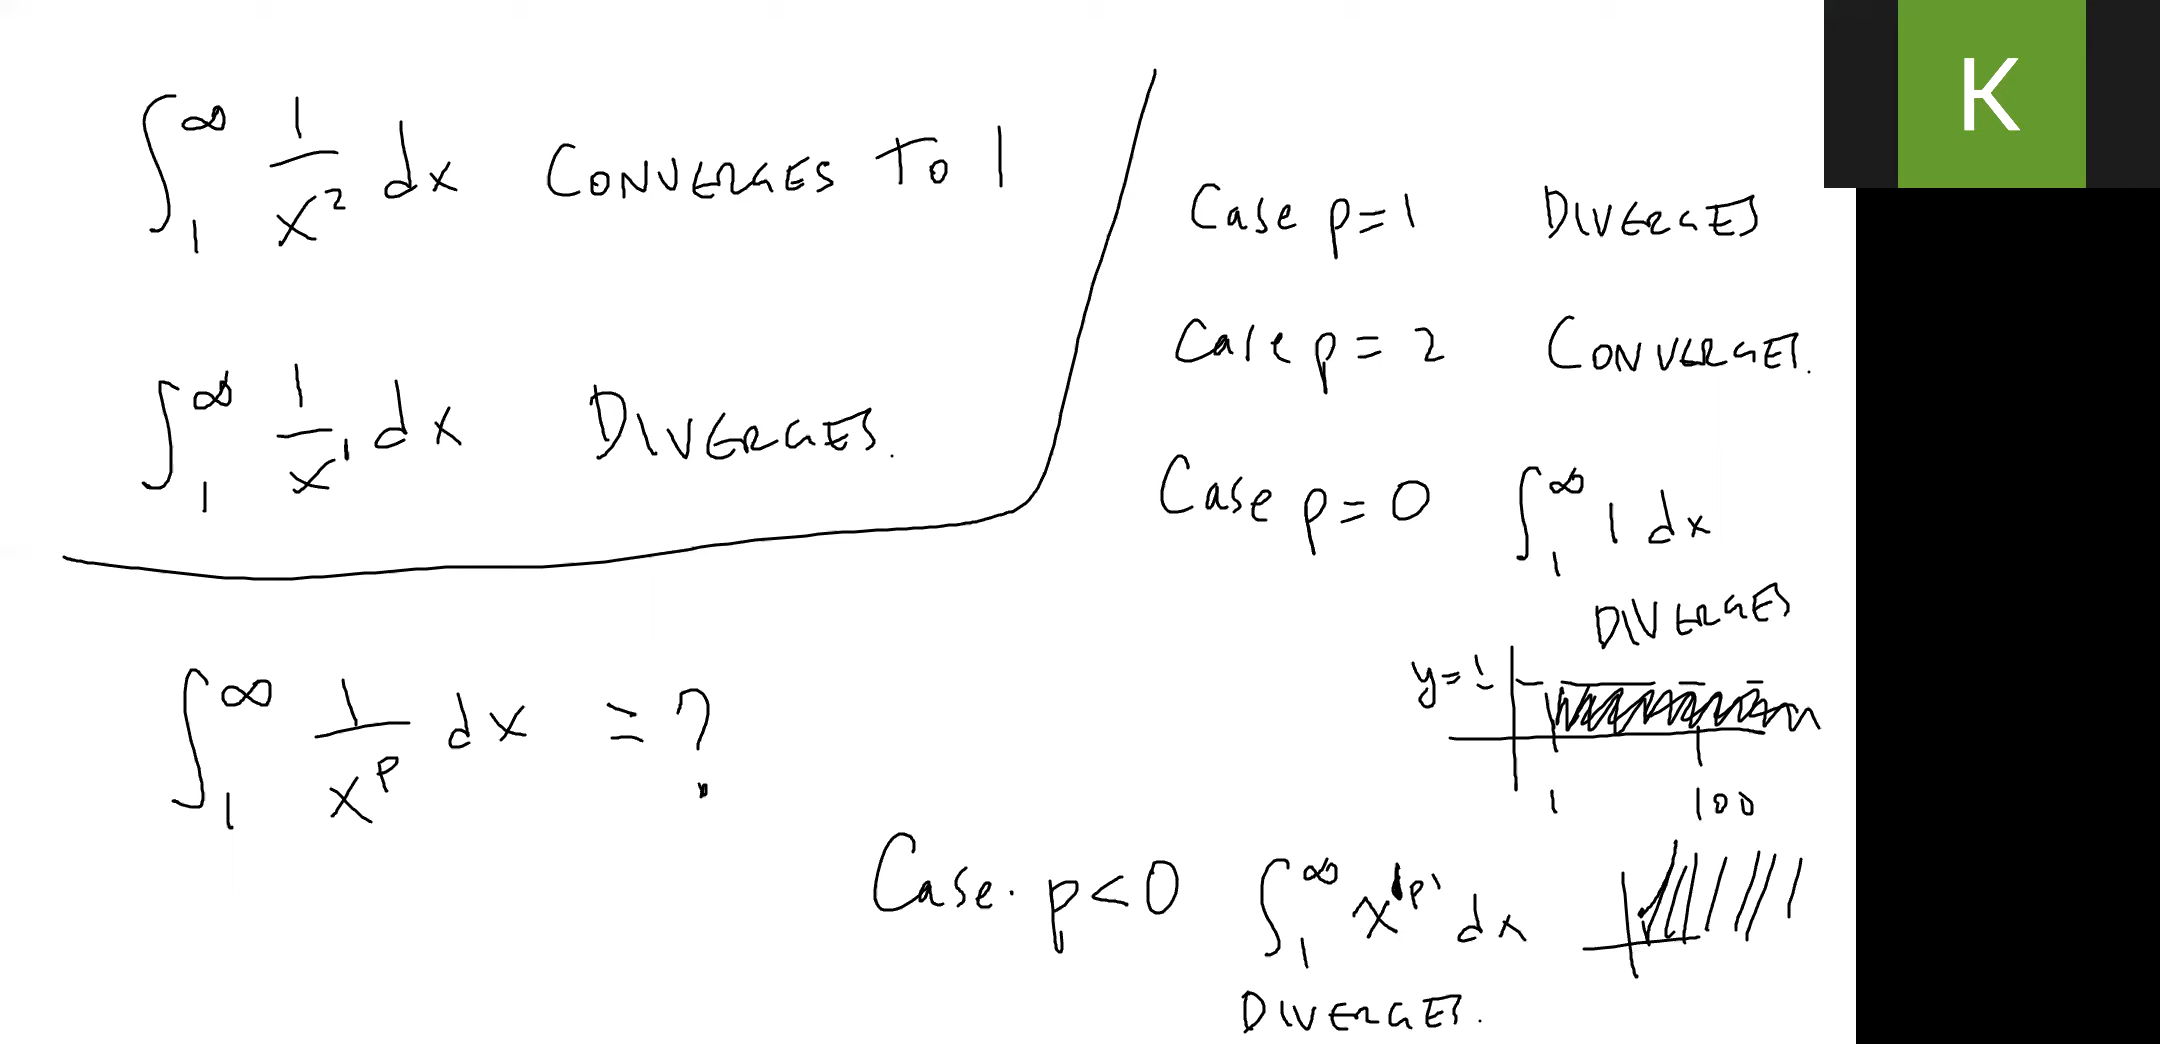 ∫₁^∞ 1/x² dx CONVERGES TO 1
∫₁^∞ 1/x¹ dx DIVERGES.
∫₁^∞ 1/x^p dx = ?
K
Case p=1 DIVERGES
Case p=2 CONVERGES.
Case p=0 ∫₁^∞ 1 dx
DIVERGES
y=1
1 100
Case. p<0 ∫₁^∞ x^|p| dx
DIVERGES.